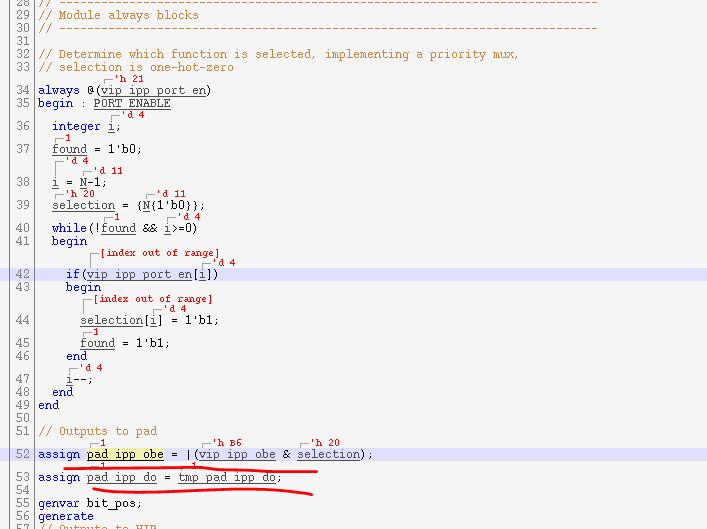 28 // ---------------------------------------------------------------------------
29 // Module always blocks
30 // ---------------------------------------------------------------------------
31
32 // Determine which function is selected, implementing a priority mux,
33 // selection is one-hot-zero
'h 21
34 always @(vip_ipp_port_en)
35 begin : PORT_ENABLE
'd 4
36 integer i;
1
37 found = 1'b0;
'd 4
'd 11
38 i = N-1;
'h 20 'd 11
39 selection = {N{1'b0}};
1 'd 4
40 while(!found && i>=0)
41 begin
[index out of range]
'd 4
42 if(vip_ipp_port_en[i])
43 begin
[index out of range]
'd 4
44 selection[i] = 1'b1;
1
45 found = 1'b1;
46 end
'd 4
47 i--;
48 end
49 end
50
51 // Outputs to pad
1 'h B6 'h 20
52 assign pad_ipp_obe = |(vip_ipp_obe & selection);
1 1
53 assign pad_ipp_do = tmp_pad_ipp_do;
54
55 genvar bit_pos;
56 generate
57 // Outputs to VIP